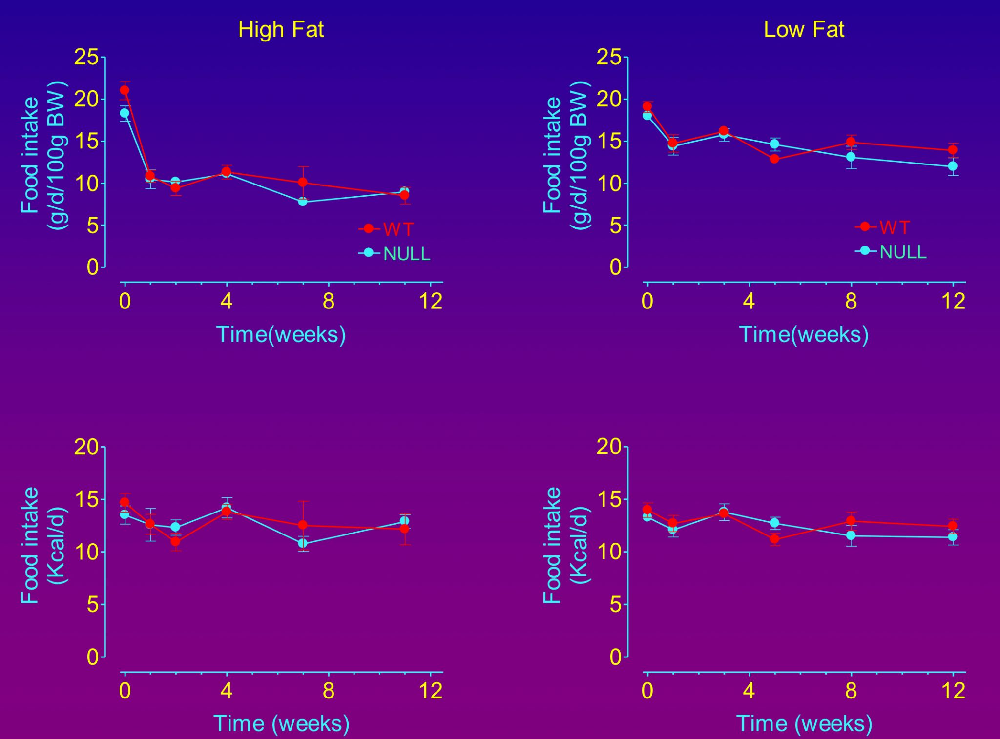 High Fat
Low Fat
Food intake
(g/d/100g BW)
25
20
15
10
5
0
WT
NULL
0 4 8 12
Time(weeks)
Food intake
(g/d/100g BW)
25
20
15
10
5
0
WT
NULL
0 4 8 12
Time(weeks)
Food intake
(Kcal/d)
20
15
10
5
0
0 4 8 12
Time (weeks)
Food intake
(Kcal/d)
20
15
10
5
0
0 4 8 12
Time (weeks)